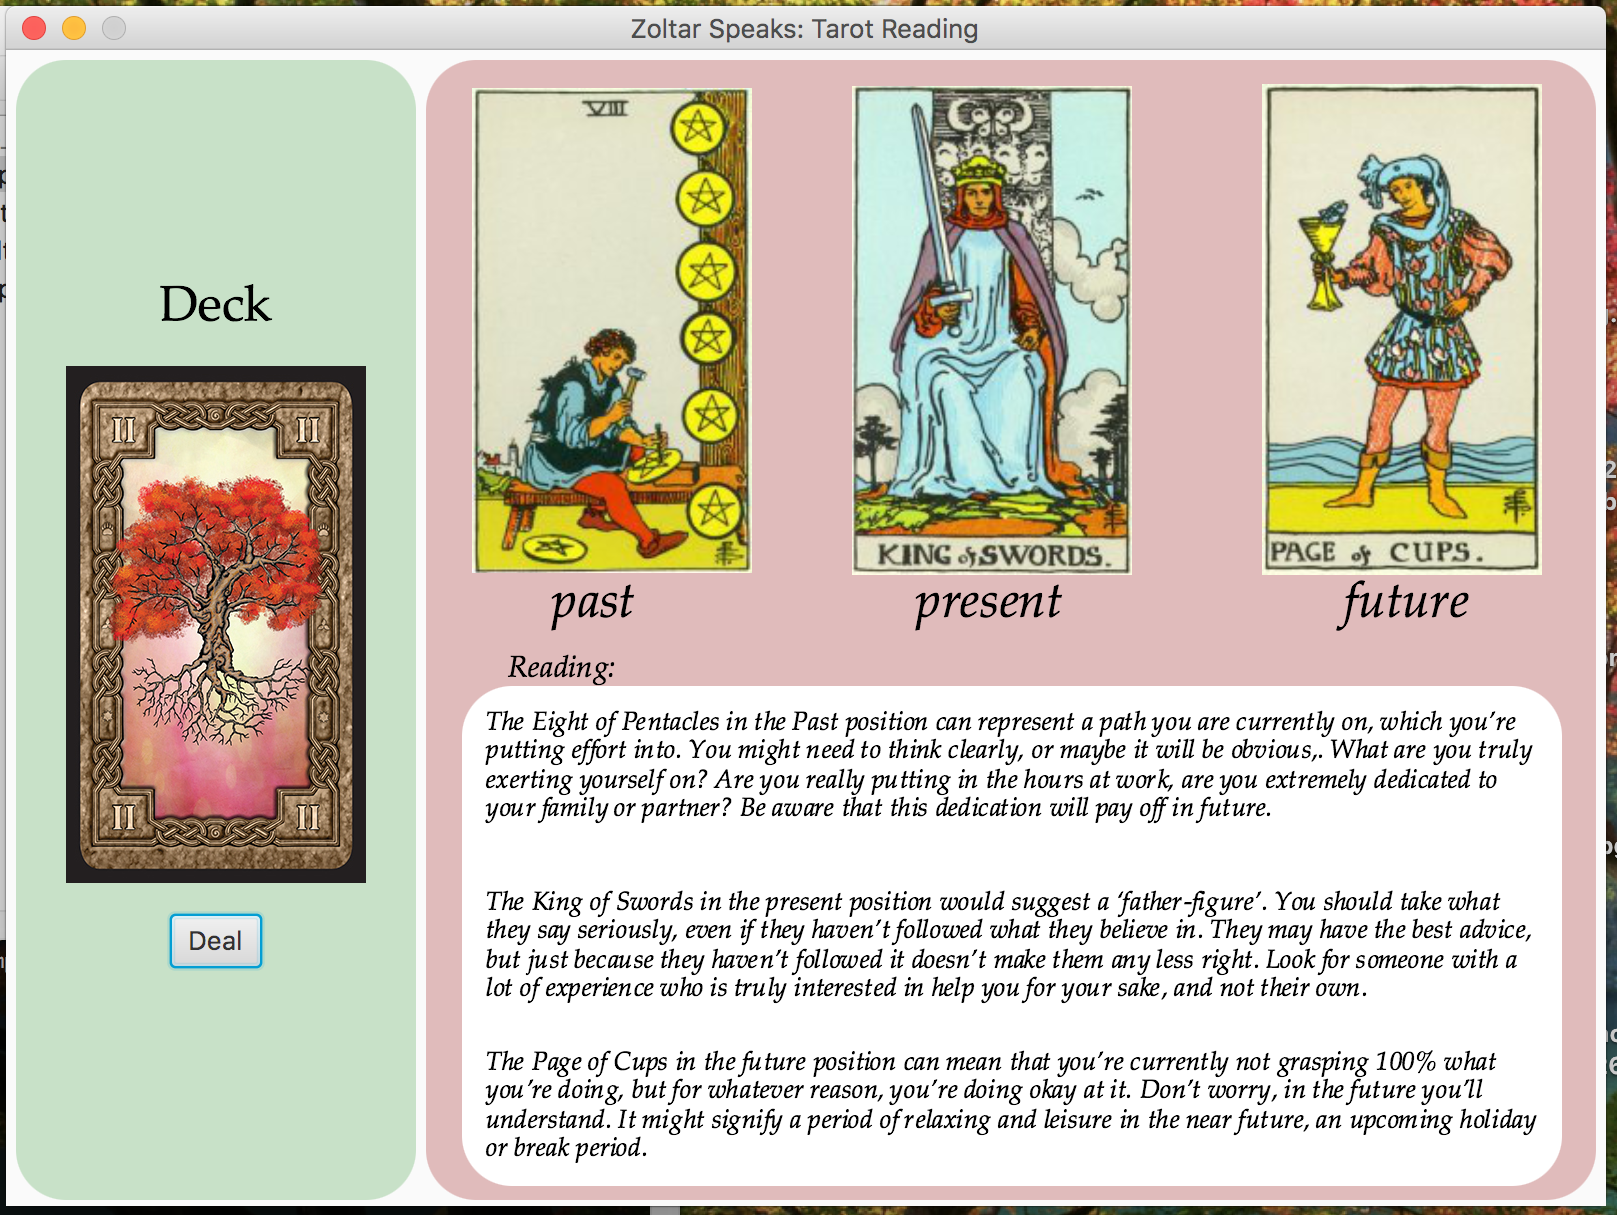 Zoltar Speaks: Tarot Reading
Deck
II II
II II
Deal
VIII
KING of SWORDS.
PAGE of CUPS.
past
present
future
Reading:
The Eight of Pentacles in the Past position can represent a path you are currently on, which you're
putting effort into. You might need to think clearly, or maybe it will be obvious,. What are you truly
exerting yourself on? Are you really putting in the hours at work, are you extremely dedicated to
your family or partner? Be aware that this dedication will pay off in future.
The King of Swords in the present position would suggest a ‘father-figure’. You should take what
they say seriously, even if they haven't followed what they believe in. They may have the best advice,
but just because they haven't followed it doesn't make them any less right. Look for someone with a
lot of experience who is truly interested in help you for your sake, and not their own.
The Page of Cups in the future position can mean that you're currently not grasping 100% what
you're doing, but for whatever reason, you're doing okay at it. Don't worry, in the future you'll
understand. It might signify a period of relaxing and leisure in the near future, an upcoming holiday
or break period.